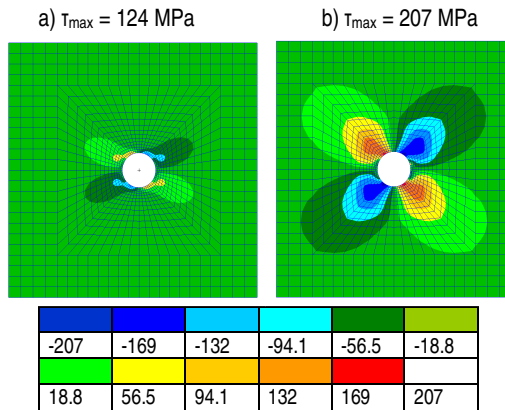 a) τmax = 124 MPa
b) τmax = 207 MPa
-207 -169 -132 -94.1 -56.5 -18.8
18.8 56.5 94.1 132 169 207